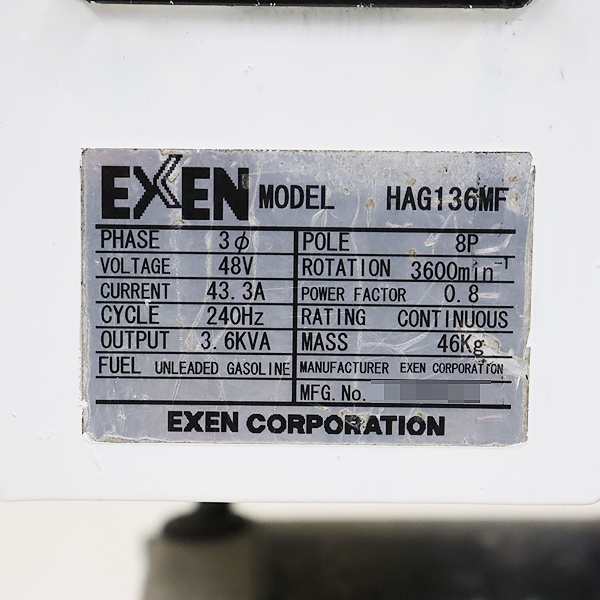 EXEN MODEL HAG136MF
PHASE 3φ POLE 8P
VOLTAGE 48V ROTATION 3600min⁻¹
CURRENT 43.3A POWER FACTOR 0.8
CYCLE 240Hz RATING CONTINUOUS
OUTPUT 3.6KVA MASS 46Kg
FUEL UNLEADED GASOLINE MANUFACTURER EXEN CORPORATION
MFG.No.
EXEN CORPORATION